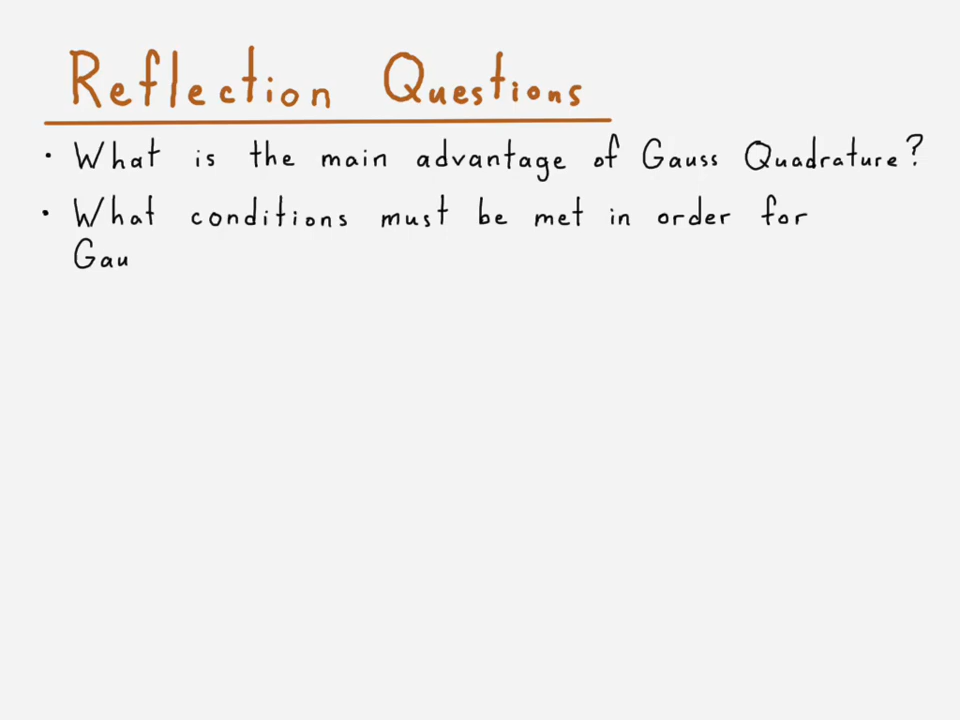 Reflection Questions
• What is the main advantage of Gauss Quadrature?
• What conditions must be met in order for
Gau